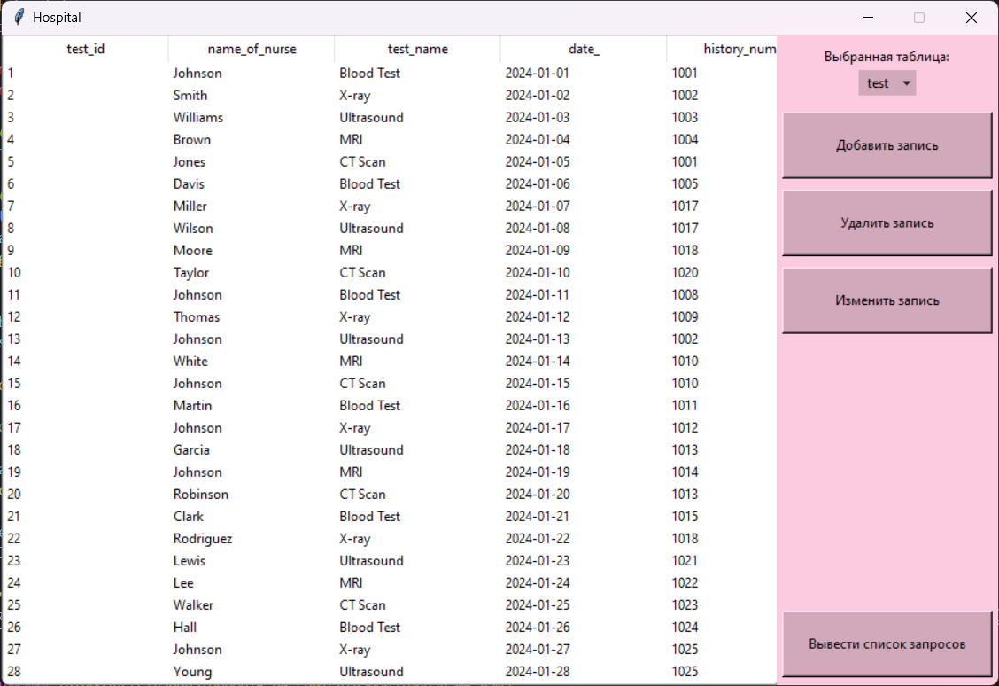 Hospital
test_id name_of_nurse test_name date_ history_num
1 Johnson Blood Test 2024-01-01 1001
2 Smith X-ray 2024-01-02 1002
3 Williams Ultrasound 2024-01-03 1003
4 Brown MRI 2024-01-04 1004
5 Jones CT Scan 2024-01-05 1001
6 Davis Blood Test 2024-01-06 1005
7 Miller X-ray 2024-01-07 1017
8 Wilson Ultrasound 2024-01-08 1017
9 Moore MRI 2024-01-09 1018
10 Taylor CT Scan 2024-01-10 1020
11 Johnson Blood Test 2024-01-11 1008
12 Thomas X-ray 2024-01-12 1009
13 Johnson Ultrasound 2024-01-13 1002
14 White MRI 2024-01-14 1010
15 Johnson CT Scan 2024-01-15 1010
16 Martin Blood Test 2024-01-16 1011
17 Johnson X-ray 2024-01-17 1012
18 Garcia Ultrasound 2024-01-18 1013
19 Johnson MRI 2024-01-19 1014
20 Robinson CT Scan 2024-01-20 1013
21 Clark Blood Test 2024-01-21 1015
22 Rodriguez X-ray 2024-01-22 1018
23 Lewis Ultrasound 2024-01-23 1021
24 Lee MRI 2024-01-24 1022
25 Walker CT Scan 2024-01-25 1023
26 Hall Blood Test 2024-01-26 1024
27 Johnson X-ray 2024-01-27 1025
28 Young Ultrasound 2024-01-28 1025
Выбранная таблица:
test
Добавить запись
Удалить запись
Изменить запись
Вывести список запросов